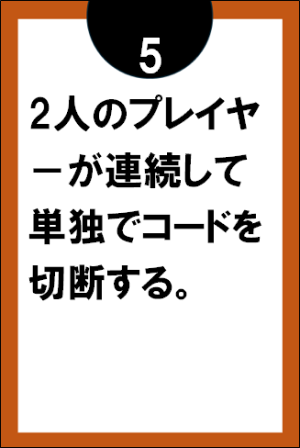 5
2人のプレイヤ
ーが連続して
単独でコードを
切断する。